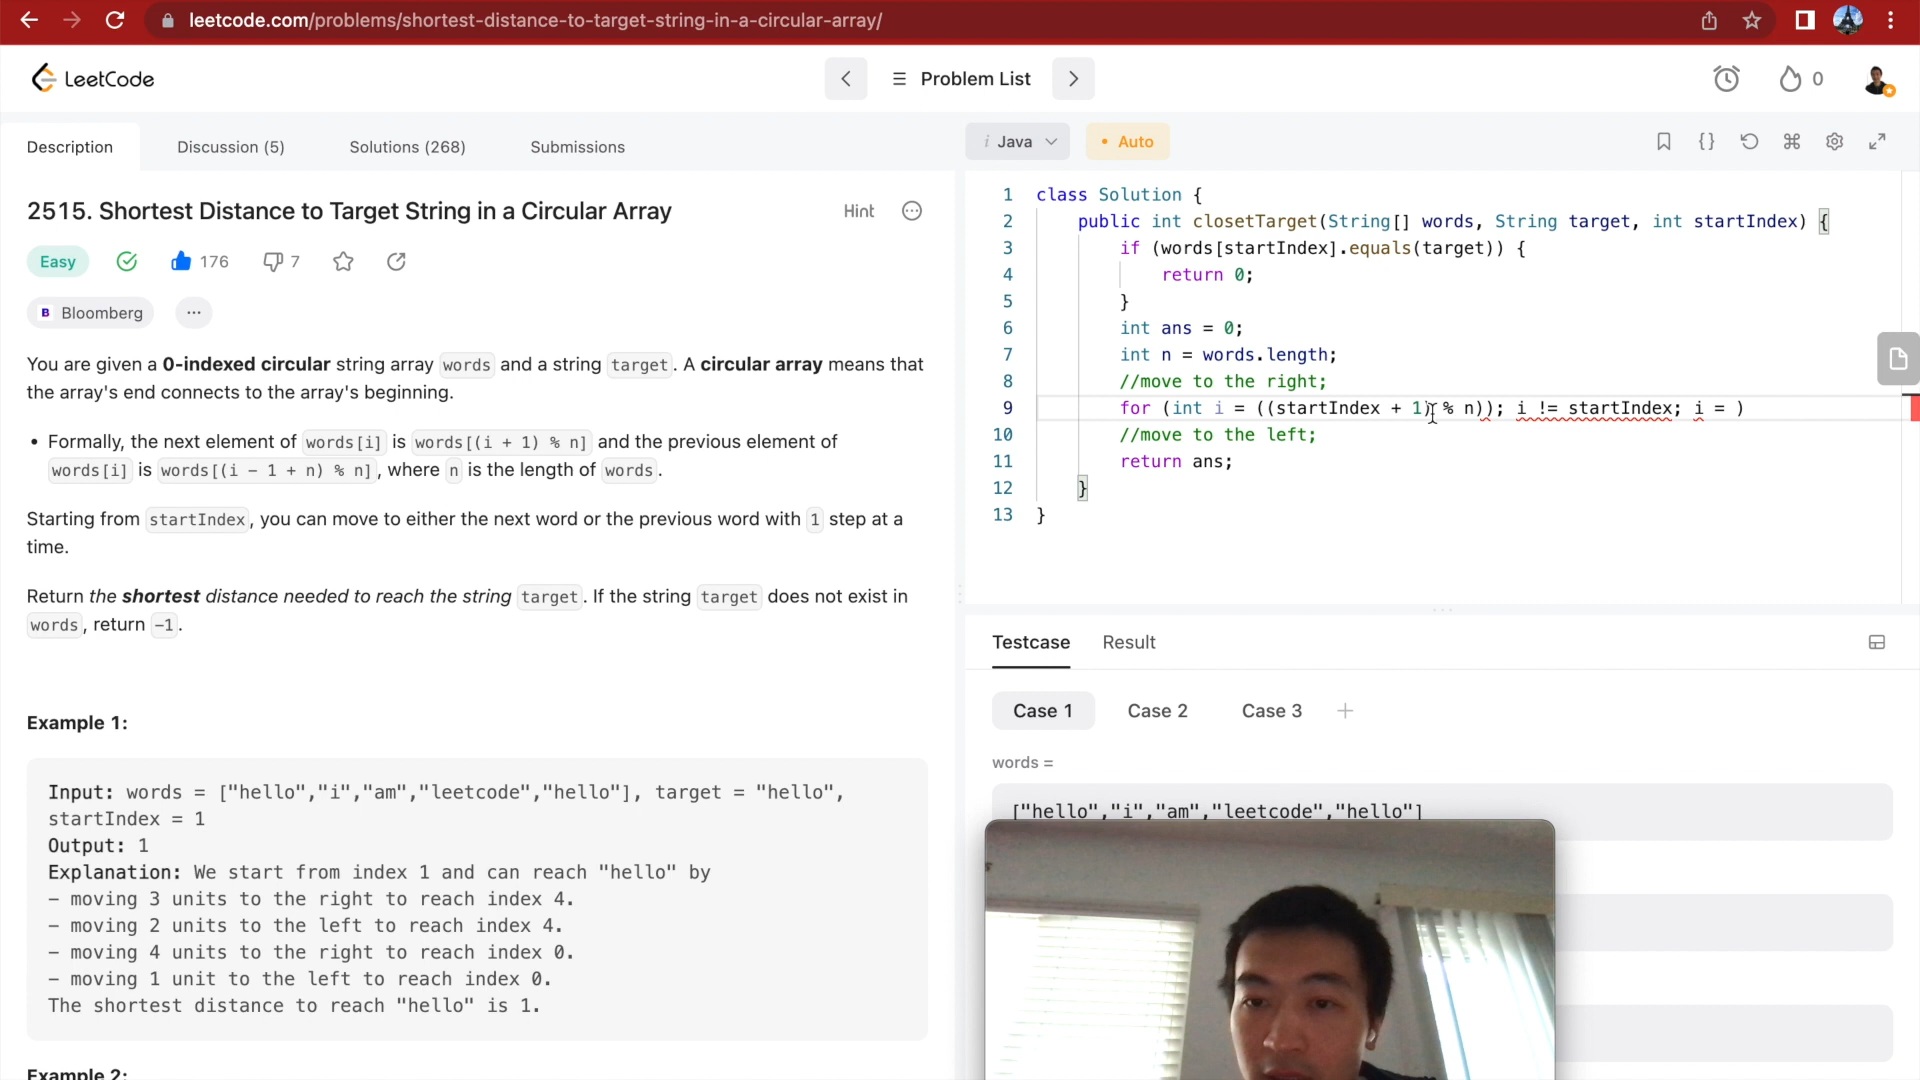 leetcode.com/problems/shortest-distance-to-target-string-in-a-circular-array/
LeetCode
Problem List
0
Description
Discussion (5)
Solutions (268)
Submissions
i Java
• Auto
2515. Shortest Distance to Target String in a Circular Array
Hint
Easy
176
7
B Bloomberg
...
You are given a 0-indexed circular string array words and a string target. A circular array means that
the array's end connects to the array's beginning.
• Formally, the next element of words[i] is words[(i + 1) % n] and the previous element of
words[i] is words[(i - 1 + n) % n], where n is the length of words.
Starting from startIndex, you can move to either the next word or the previous word with 1 step at a
time.
Return the shortest distance needed to reach the string target. If the string target does not exist in
words, return -1.
Example 1:
Input: words = ["hello","i","am","leetcode","hello"], target = "hello",
startIndex = 1
Output: 1
Explanation: We start from index 1 and can reach "hello" by
- moving 3 units to the right to reach index 4.
- moving 2 units to the left to reach index 4.
- moving 4 units to the right to reach index 0.
- moving 1 unit to the left to reach index 0.
The shortest distance to reach "hello" is 1.
Example 2:
1 class Solution {
2 public int closetTarget(String[] words, String target, int startIndex) {
3 if (words[startIndex].equals(target)) {
4 return 0;
5 }
6 int ans = 0;
7 int n = words.length;
8 //move to the right;
9 for (int i = ((startIndex + 1) % n)); i != startIndex; i = )
10 //move to the left;
11 return ans;
12 }
13 }
Testcase
Result
Case 1
Case 2
Case 3
words =
["hello","i","am","leetcode","hello"]